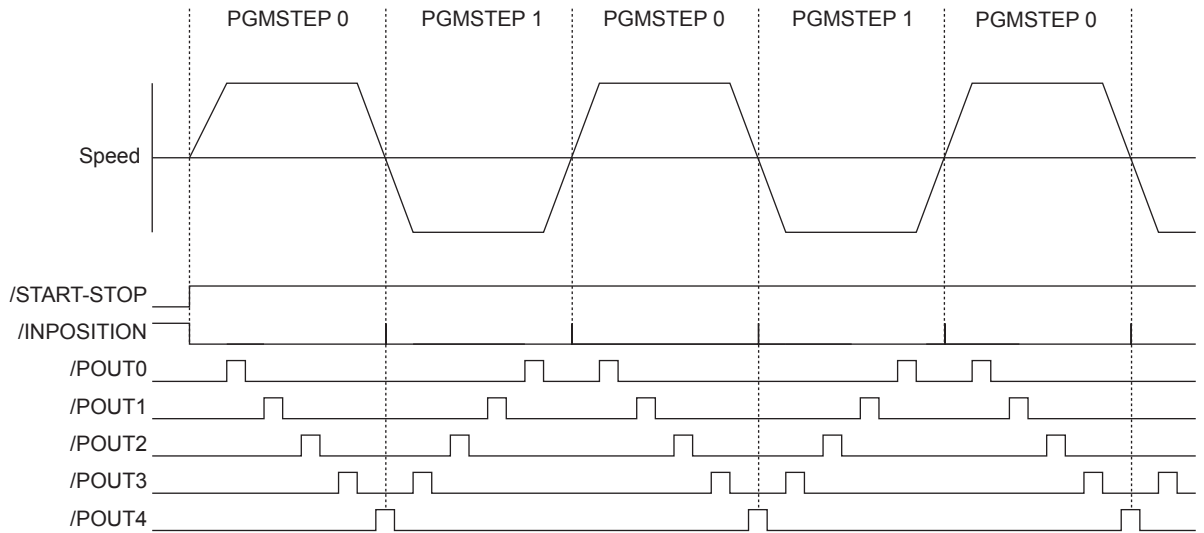 PGMSTEP 0 PGMSTEP 1 PGMSTEP 0 PGMSTEP 1 PGMSTEP 0
Speed
/START-STOP
/INPOSITION
/POUT0
/POUT1
/POUT2
/POUT3
/POUT4